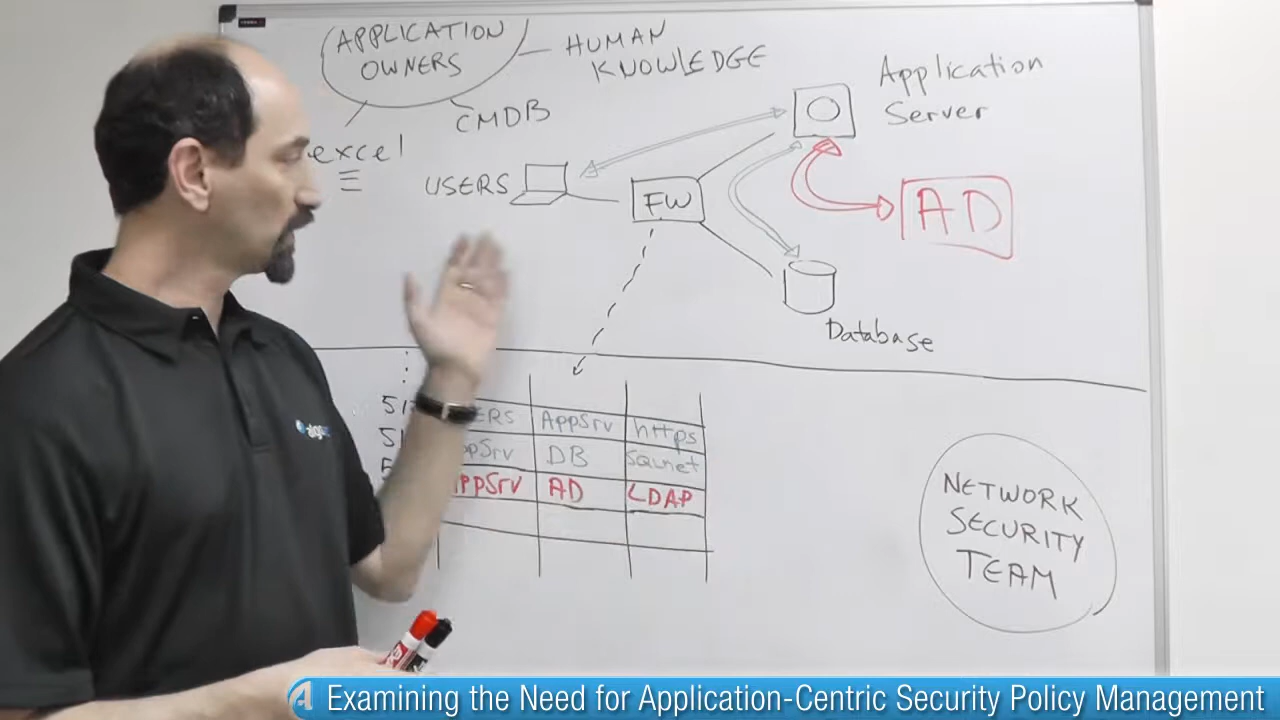 APPLICATION
OWNERS
HUMAN
KNOWLEDGE
CMDB
excel
USERS
FW
Application
Server
AD
Database
AppSrv https
DB SQLnet
AD LDAP
NETWORK
SECURITY
TEAM
Examining the Need for Application-Centric Security Policy Management